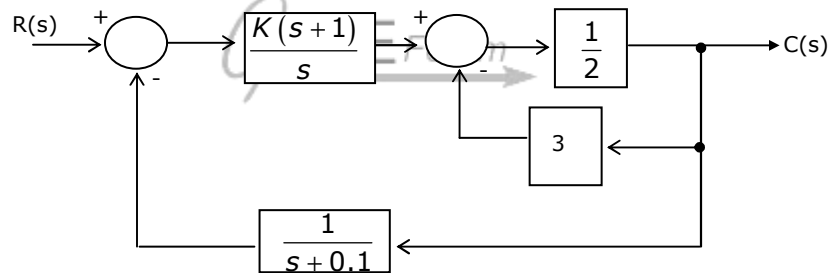 R(s) + - K(s+1)/s + - 1/2 C(s)
3
1/(s+0.1)